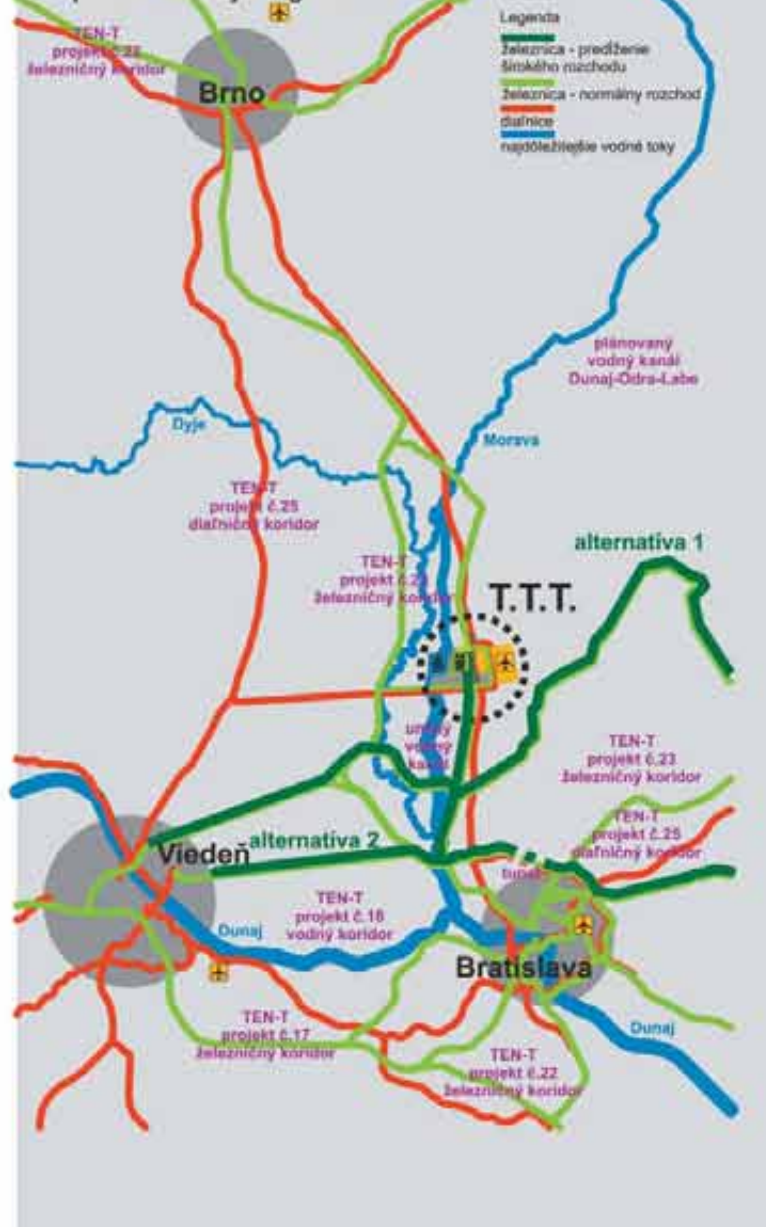 Legenda
železnica - predĺženie
širokého rozchodu
železnica - normálny rozchod
diaľnice
najdôležitejšie vodné toky
TEN-T
projekt č.22
železničný koridor
Brno
plánovaný
vodný kanál
Dunaj-Odra-Labe
Dyje
Morava
TEN-T
projekt č.25
diaľničný koridor
alternatíva 1
TEN-T
projekt č.23
železničný koridor
T.T.T.
vodný
kanál
TEN-T
projekt č.23
železničný koridor
TEN-T
projekt č.25
diaľničný koridor
Viedeň
alternatíva 2
tunel
TEN-T
projekt č.18
vodný koridor
Dunaj
Bratislava
TEN-T
projekt č.17
železničný koridor
Dunaj
TEN-T
projekt č.22
železničný koridor